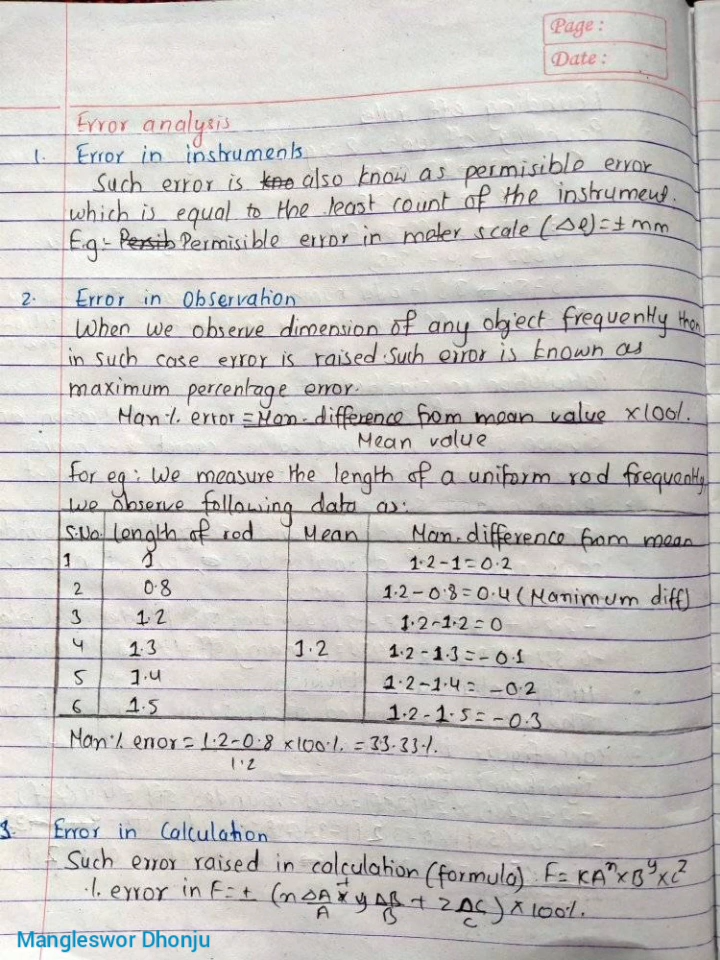 Page :
Date :
Error analysis
1. Error in instruments
Such error is also know as permisible error
which is equal to the least count of the instrument.
E.g:- Permisible error in meter scale (Δe)=± mm
2. Error in Observation
When we observe dimension of any object frequently then
in such case error is raised. Such error is known as
maximum percentage error.
Max % error = Max. difference from mean value ×100%.
Mean value
For eg: We measure the length of a uniform rod frequently,
we observe following data as:
S.No. length of rod Mean Max. difference from mean
1 1 1.2-1=0.2
2 0.8 1.2-0.8=0.4 (Maximum diff)
3 1.2 1.2-1.2=0
4 1.3 1.2 1.2-1.3=-0.1
5 1.4 1.2-1.4=-0.2
6 1.5 1.2-1.5=-0.3
Max % error = 1.2-0.8 ×100% = 33.33%.
1.2
3. Error in Calculation
Such error raised in calculation (formula) F= KAˣ×Bʸ×Cᶻ
% error in F=± (x ΔA/A + y ΔB/B + z ΔC/C) × 100%.
Mangleswor Dhonju